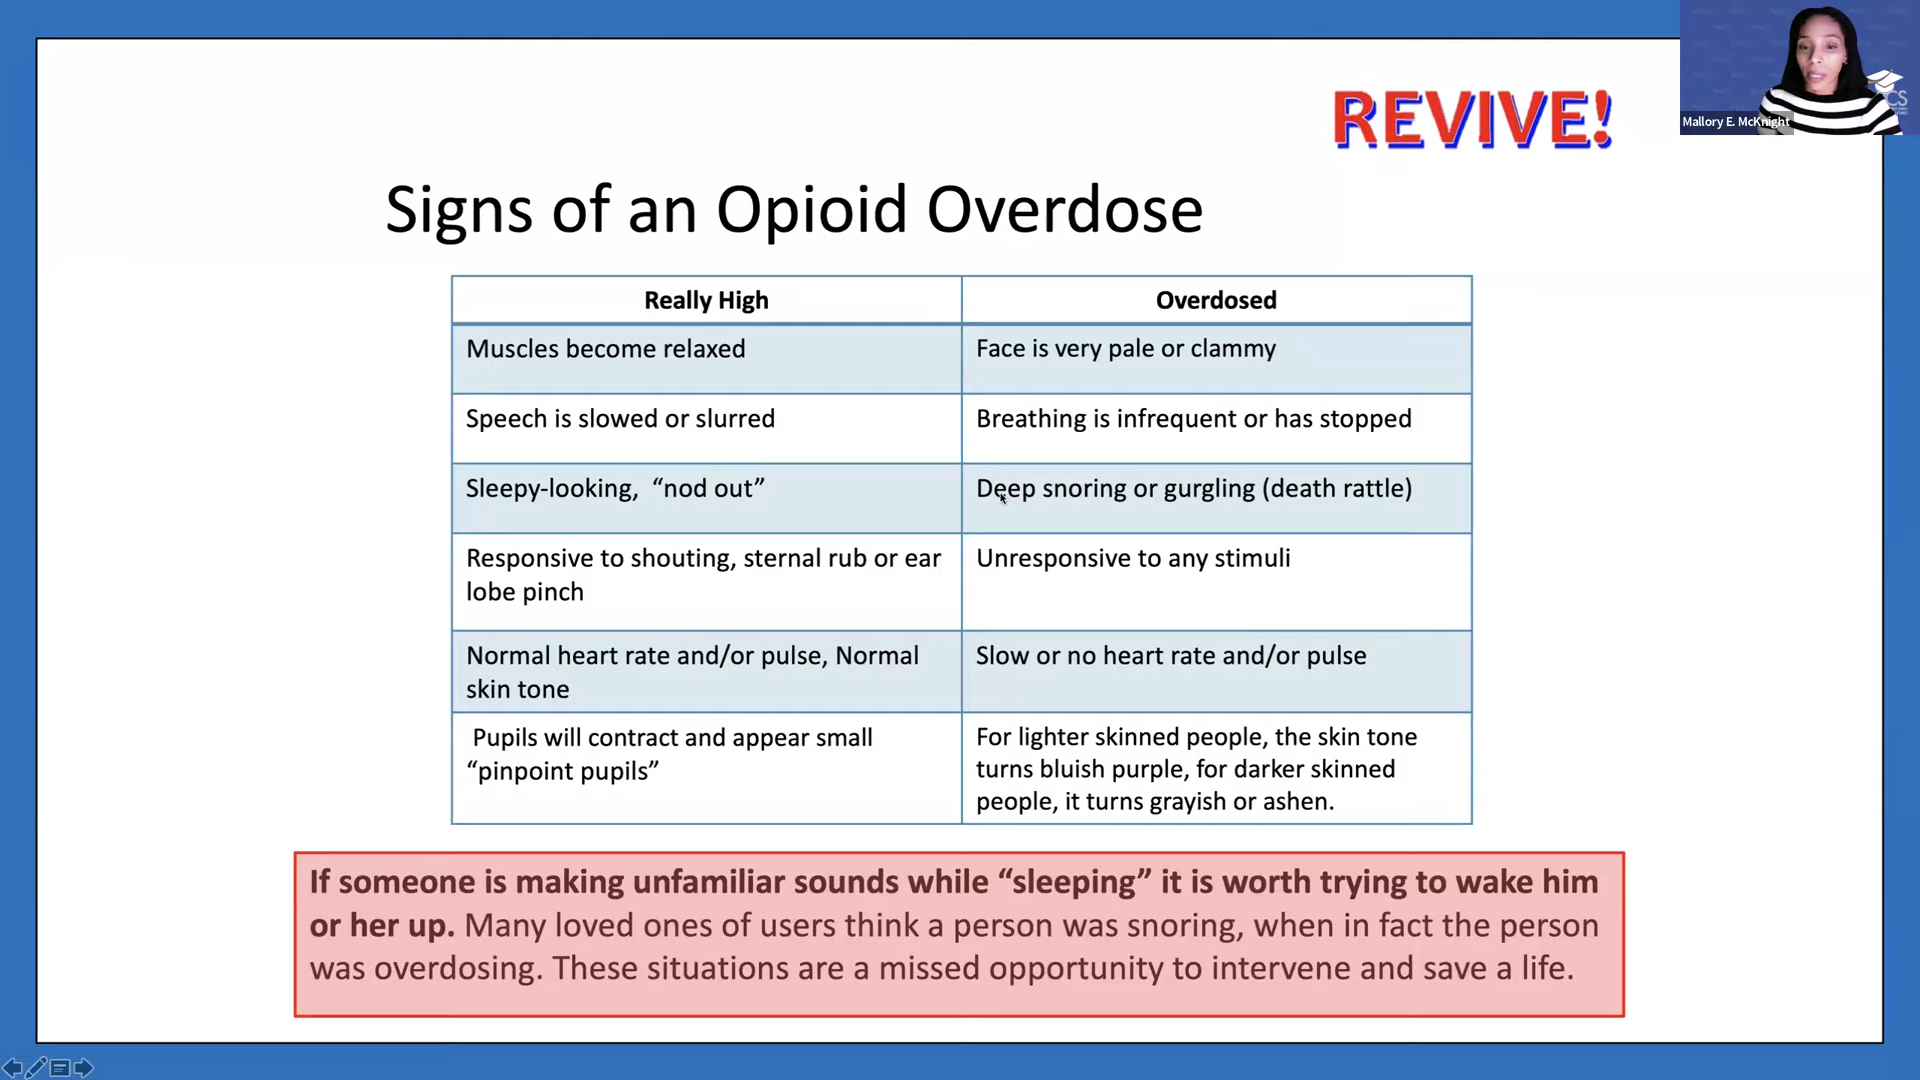 REVIVE!
Mallory E. McKnight
CS
Signs of an Opioid Overdose
Really High
Overdosed
Muscles become relaxed
Face is very pale or clammy
Speech is slowed or slurred
Breathing is infrequent or has stopped
Sleepy-looking, “nod out”
Deep snoring or gurgling (death rattle)
Responsive to shouting, sternal rub or ear
lobe pinch
Unresponsive to any stimuli
Normal heart rate and/or pulse, Normal
skin tone
Slow or no heart rate and/or pulse
Pupils will contract and appear small
“pinpoint pupils”
For lighter skinned people, the skin tone
turns bluish purple, for darker skinned
people, it turns grayish or ashen.
If someone is making unfamiliar sounds while “sleeping” it is worth trying to wake him
or her up. Many loved ones of users think a person was snoring, when in fact the person
was overdosing. These situations are a missed opportunity to intervene and save a life.